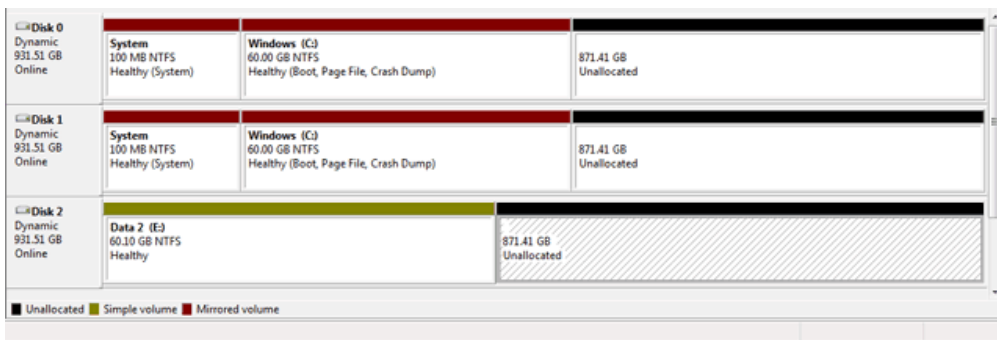 Disk 0
Dynamic
931.51 GB
Online
System
100 MB NTFS
Healthy (System)
Windows (C:)
60.00 GB NTFS
Healthy (Boot, Page File, Crash Dump)
871.41 GB
Unallocated
Disk 1
Dynamic
931.51 GB
Online
System
100 MB NTFS
Healthy (System)
Windows (C:)
60.00 GB NTFS
Healthy (Boot, Page File, Crash Dump)
871.41 GB
Unallocated
Disk 2
Dynamic
931.51 GB
Online
Data 2 (E:)
60.10 GB NTFS
Healthy
871.41 GB
Unallocated
Unallocated Simple volume Mirrored volume